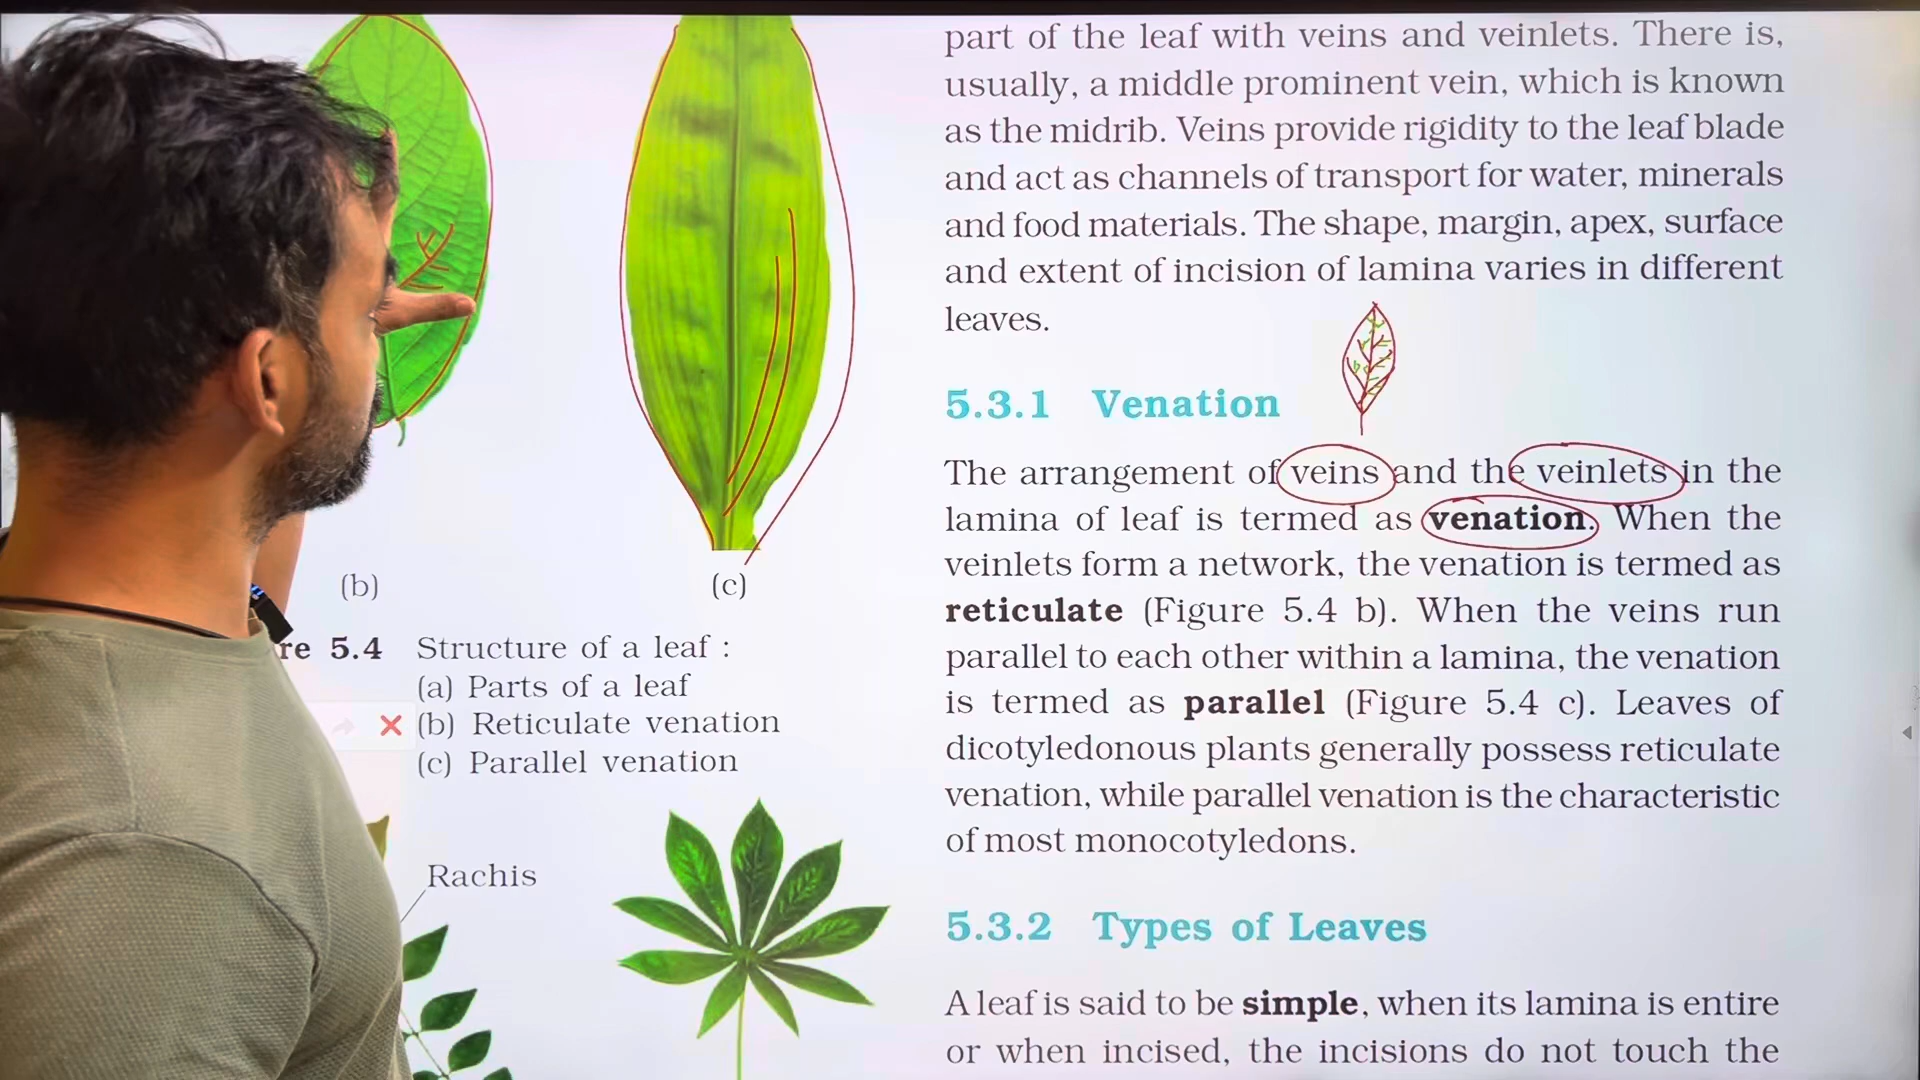 (b)
(c)
re 5.4 Structure of a leaf :
(a) Parts of a leaf
(b) Reticulate venation
(c) Parallel venation
Rachis
part of the leaf with veins and veinlets. There is,
usually, a middle prominent vein, which is known
as the midrib. Veins provide rigidity to the leaf blade
and act as channels of transport for water, minerals
and food materials. The shape, margin, apex, surface
and extent of incision of lamina varies in different
leaves.
5.3.1 Venation
The arrangement of veins and the veinlets in the
lamina of leaf is termed as venation. When the
veinlets form a network, the venation is termed as
reticulate (Figure 5.4 b). When the veins run
parallel to each other within a lamina, the venation
is termed as parallel (Figure 5.4 c). Leaves of
dicotyledonous plants generally possess reticulate
venation, while parallel venation is the characteristic
of most monocotyledons.
5.3.2 Types of Leaves
A leaf is said to be simple, when its lamina is entire
or when incised, the incisions do not touch the